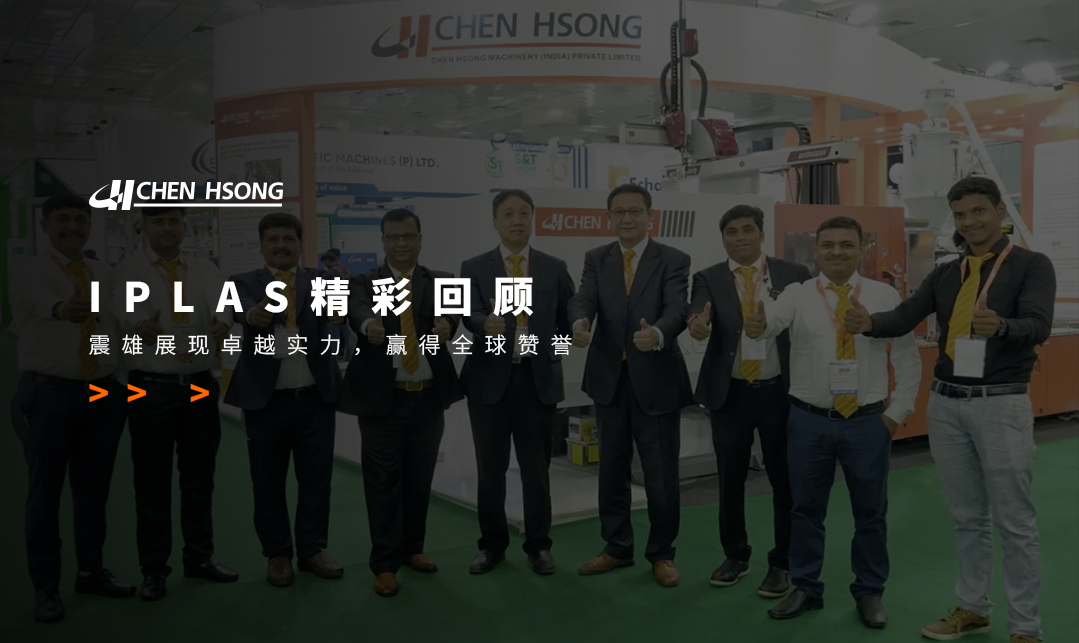 CHEN HSONG
CHEN HSONG MACHINERY (INDIA) PRIVATE LIMITED
TIC MACHINES (P) LTD.
S&T
CHEN HSONG
CHEN HSONG
IPLAS精彩回顾
震雄展现卓越实力，赢得全球赞誉
>> >